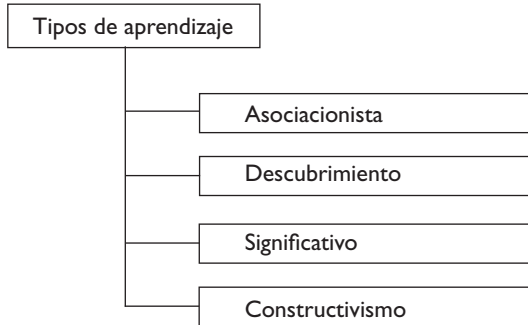 Tipos de aprendizaje
Asociacionista
Descubrimiento
Significativo
Constructivismo